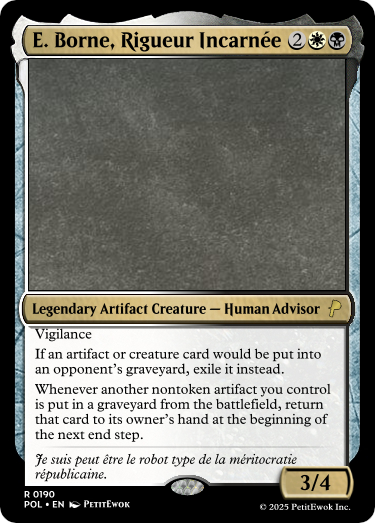 E. Borne, Rigueur Incarnée 2
Legendary Artifact Creature — Human Advisor
Vigilance
If an artifact or creature card would be put into
an opponent's graveyard, exile it instead.
Whenever another nontoken artifact you control
is put in a graveyard from the battlefield, return
that card to its owner's hand at the beginning of
the next end step.
Je suis peut être le robot type de la méritocratie
républicaine.
3/4
R 0190
POL • EN PetitEwok
© 2025 PetitEwok Inc.